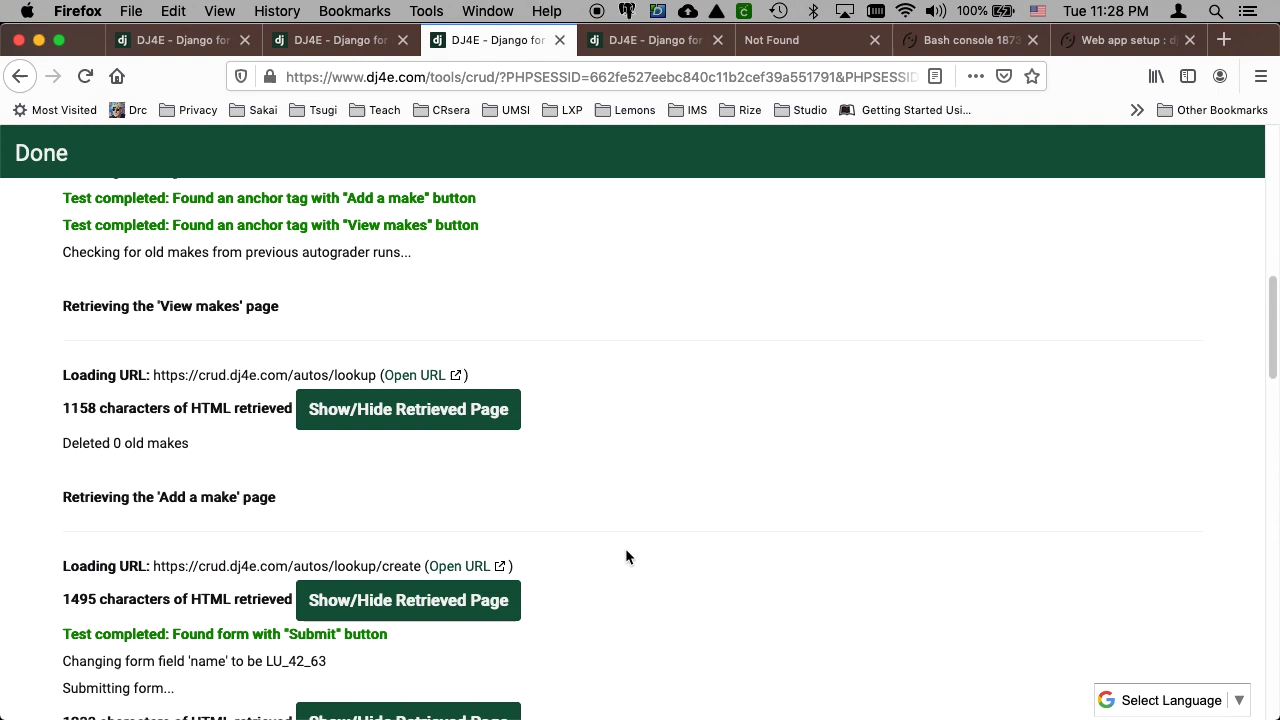 Firefox File Edit View History Bookmarks Tools Window Help 100% Tue 11:28 PM
DJ4E - Django for DJ4E - Django for DJ4E - Django for DJ4E - Django for Not Found Bash console 1873 Web app setup : dj
https://www.dj4e.com/tools/crud/?PHPSESSID=662fe527eebc840c11b2cef39a551791&PHPSESSID
Most Visited Drc Privacy Sakai Tsugi Teach CRsera UMSI LXP Lemons IMS Rize Studio Getting Started Usi... Other Bookmarks
Done
Test completed: Found an anchor tag with "Add a make" button
Test completed: Found an anchor tag with "View makes" button
Checking for old makes from previous autograder runs...
Retrieving the 'View makes' page
Loading URL: https://crud.dj4e.com/autos/lookup (Open URL )
1158 characters of HTML retrieved Show/Hide Retrieved Page
Deleted 0 old makes
Retrieving the 'Add a make' page
Loading URL: https://crud.dj4e.com/autos/lookup/create (Open URL )
1495 characters of HTML retrieved Show/Hide Retrieved Page
Test completed: Found form with "Submit" button
Changing form field 'name' to be LU_42_63
Submitting form...
Select Language
characters of HTML retrieved Show/Hide Retrieved Page